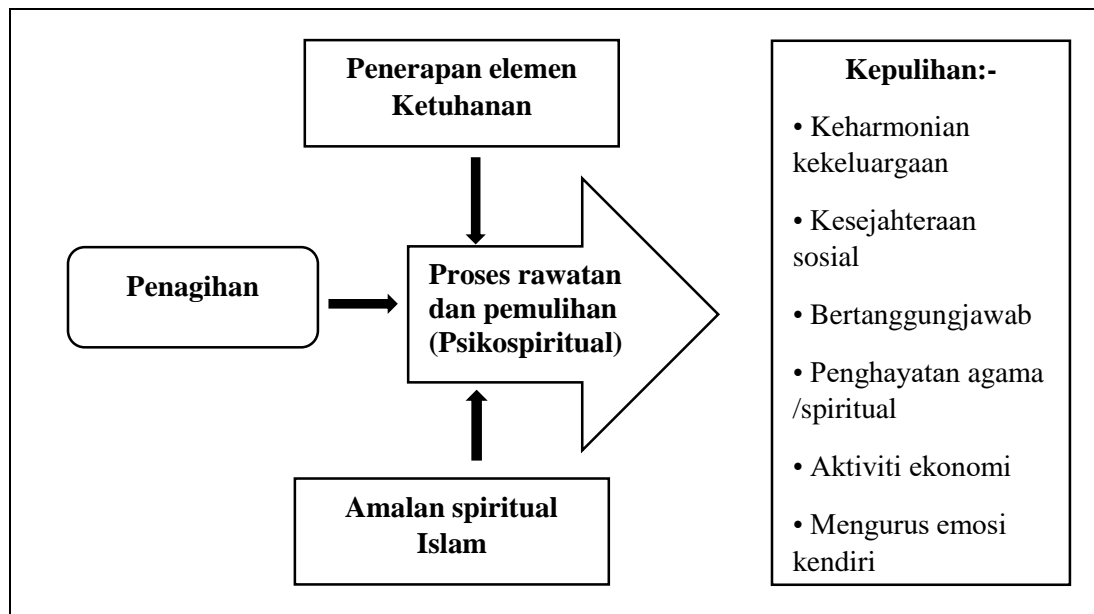 Penerapan elemen
Ketuhanan
Penagihan
Proses rawatan
dan pemulihan
(Psikospiritual)
Amalan spiritual
Islam
Kepulihan:-
• Keharmonian
kekeluargaan
• Kesejahteraan
sosial
• Bertanggungjawab
• Penghayatan agama
/spiritual
• Aktiviti ekonomi
• Mengurus emosi
kendiri